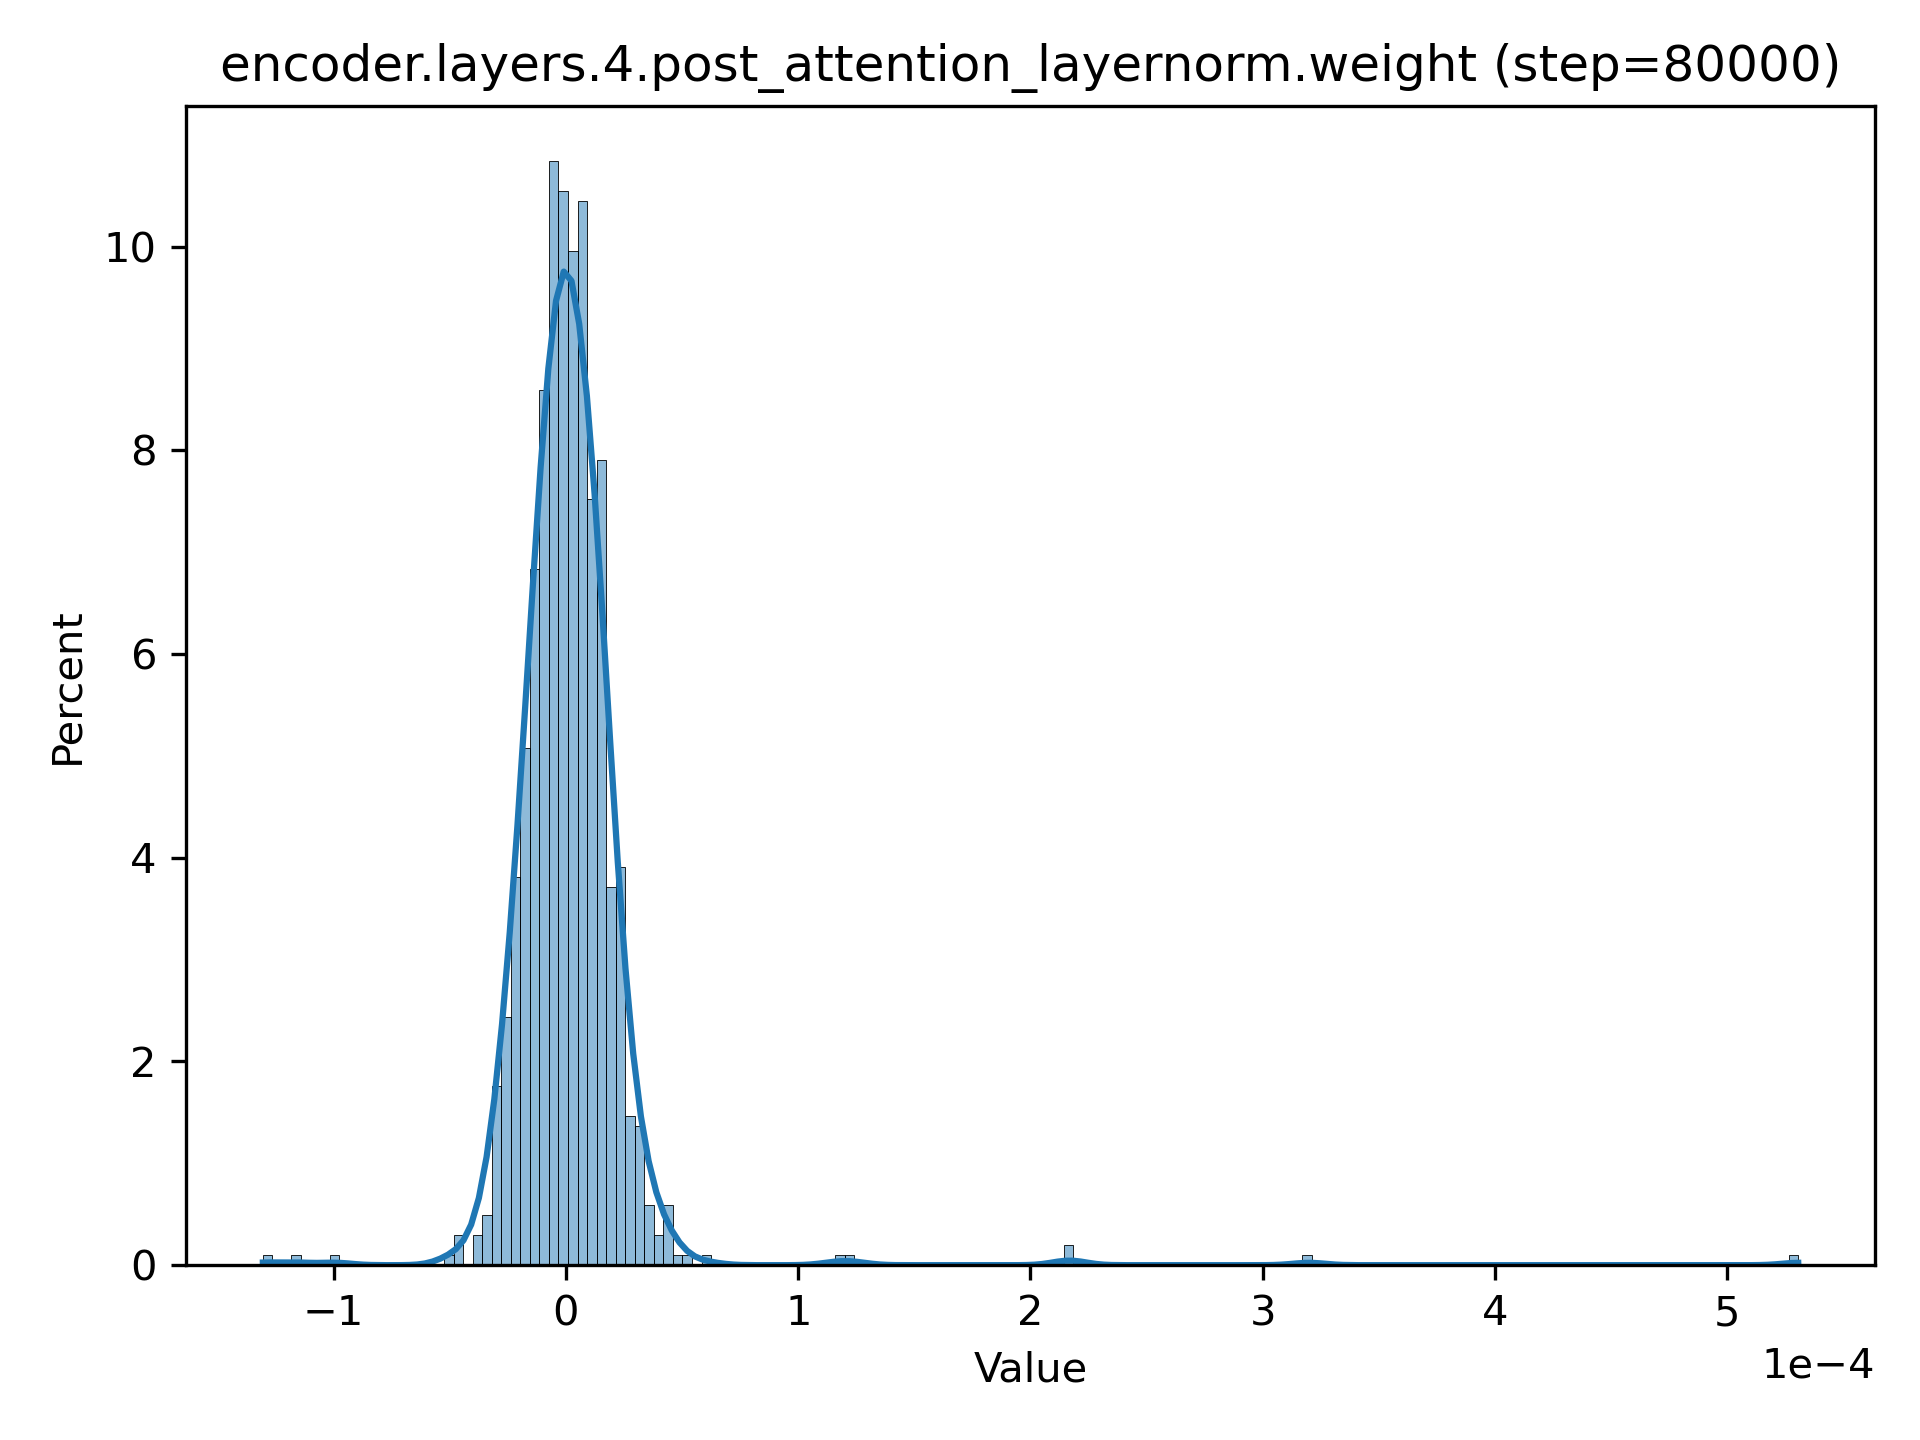 encoder.layers.4.post_attention_layernorm.weight (step=80000)
10
8
6
4
2
0
Percent
−1 0 1 2 3 4 5
1e−4
Value